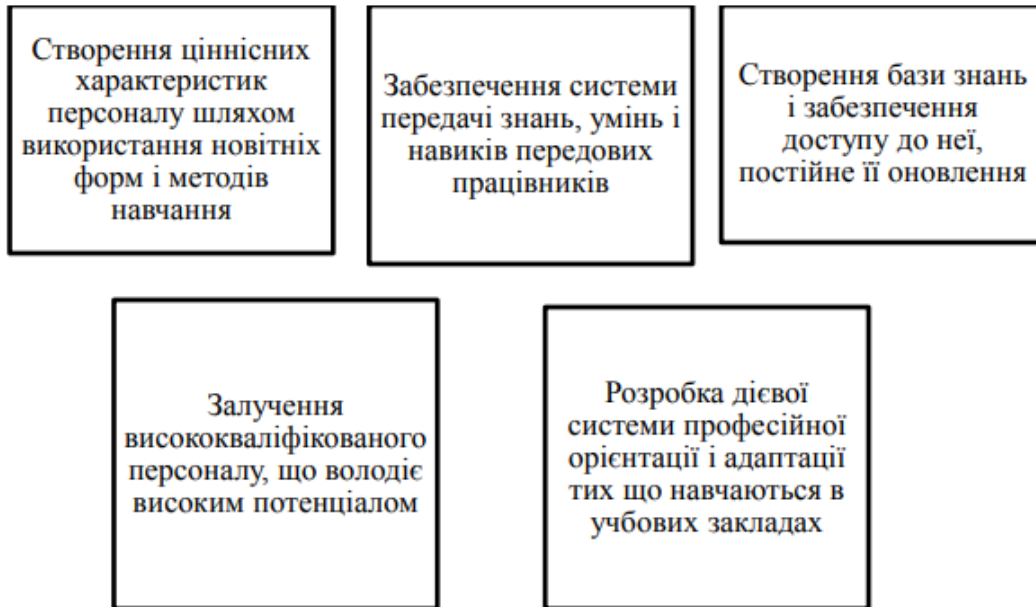 Створення ціннісних
характеристик
персоналу шляхом
використання новітніх
форм і методів
навчання
Забезпечення системи
передачі знань, умінь і
навиків передових
працівників
Створення бази знань
і забезпечення
доступу до неї,
постійне її оновлення
Залучення
висококваліфікованого
персоналу, що володіє
високим потенціалом
Розробка дієвої
системи професійної
орієнтації і адаптації
тих що навчаються в
учбових закладах